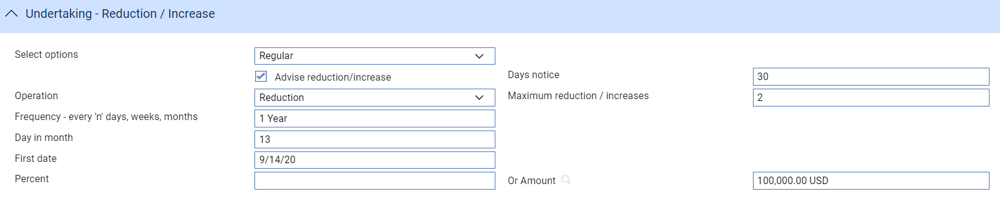 Undertaking - Reduction / Increase
Select options
Regular
Advise reduction/increase
Days notice
30
Operation
Reduction
Maximum reduction / increases
2
Frequency - every 'n' days, weeks, months
1 Year
Day in month
13
First date
9/14/20
Percent
Or Amount
100,000.00 USD